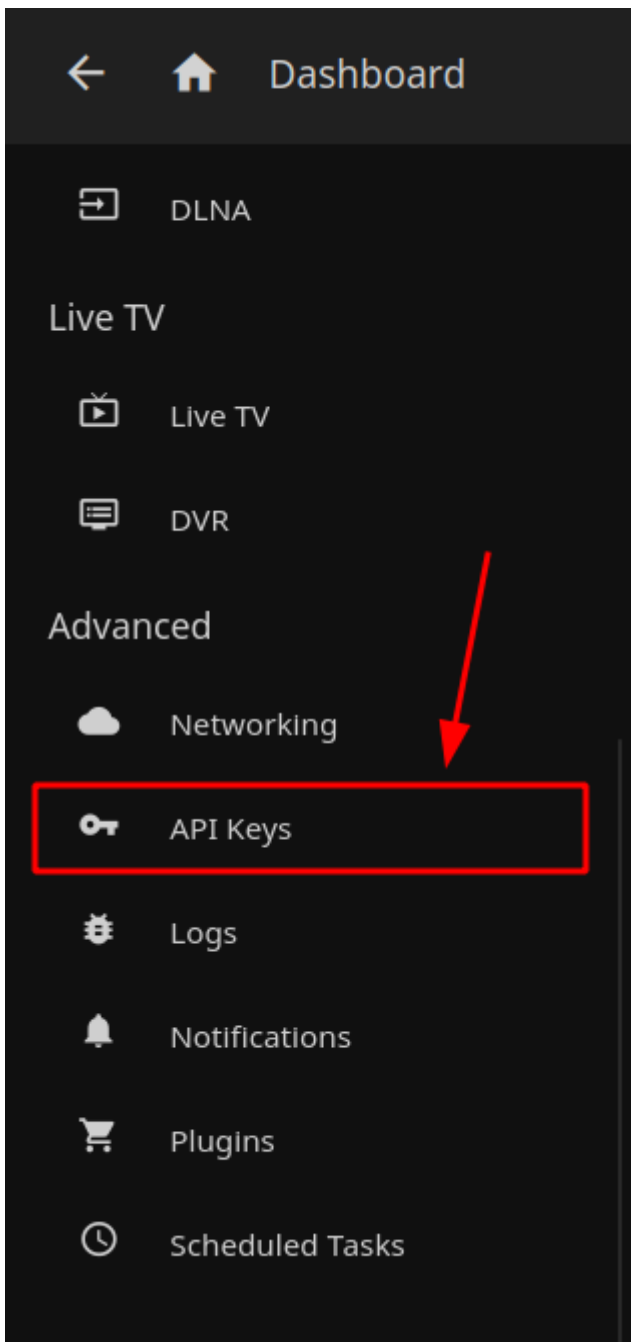 Dashboard
DLNA
Live TV
Live TV
DVR
Advanced
Networking
API Keys
Logs
Notifications
Plugins
Scheduled Tasks